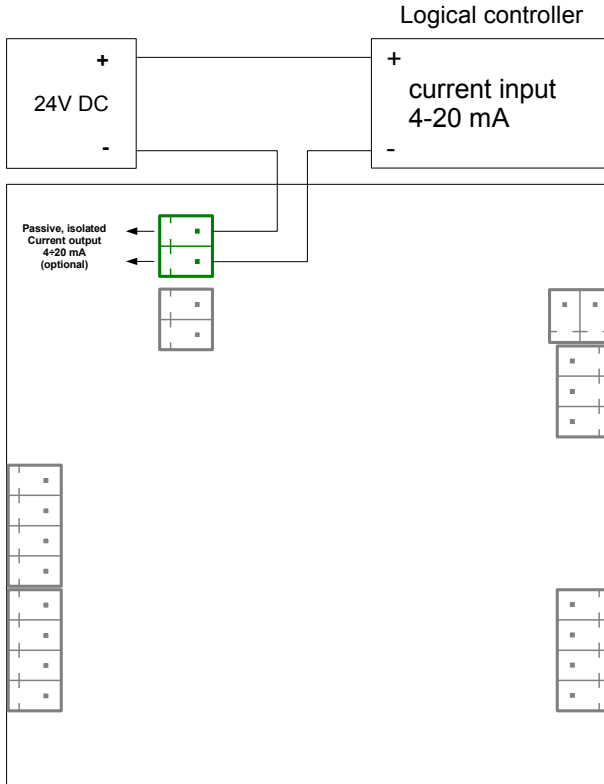 Logical controller
+
24V DC
-
+
current input
4-20 mA
-
Passive, isolated
Current output
4÷20 mA
(optional)